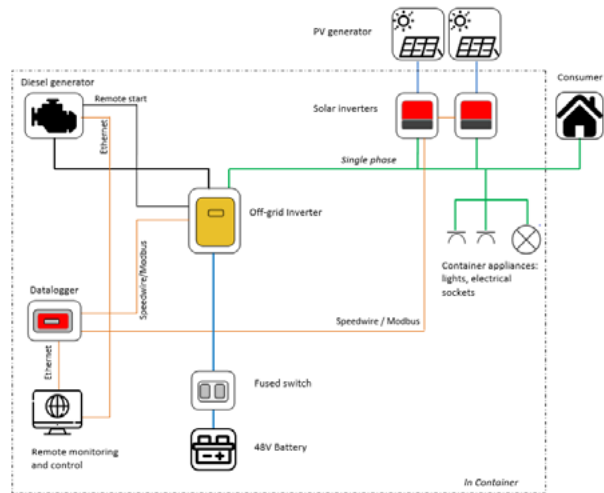 PV generator
Diesel generator
Consumer
Remote start
Solar inverters
Ethernet
Single phase
Off-grid Inverter
Speedwire/Modbus
Container appliances:
lights, electrical
sockets
Datalogger
Speedwire / Modbus
Ethernet
Fused switch
48V Battery
Remote monitoring
and control
In Container